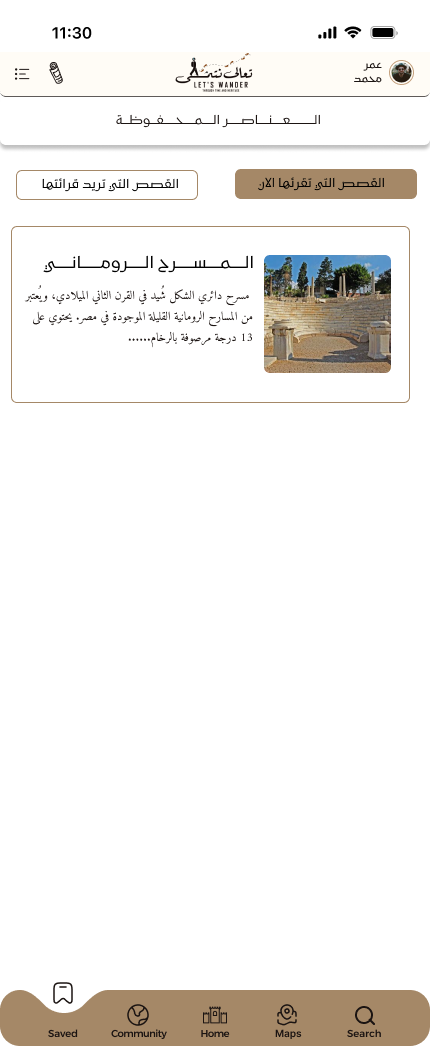 11:30
عمر
محمد
تعالى نتمشى
LET'S WANDER
العناصر المحفوظة
القصص التي تقرئها الان
القصص التي تريد قرائتها
المسرح الروماني
مسرح دائري الشكل شُيد في القرن الثاني الميلادي، ويُعتبر
من المسارح الرومانية القليلة الموجودة في مصر. يحتوي على
13 درجة مرصوفة بالرخام......
Saved
Community
Home
Maps
Search